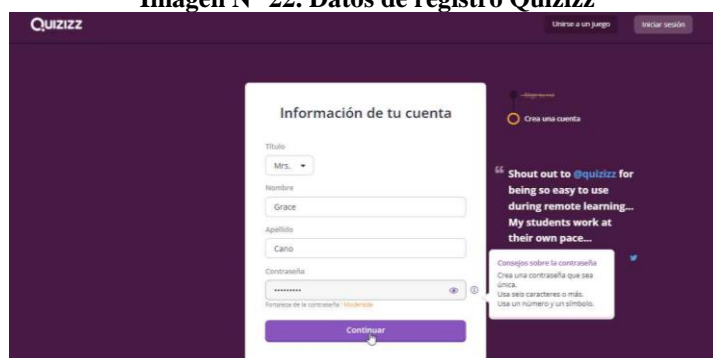 Imagen N° 22. Datos de registro Quizizz
QUIZIZZ
Unirse a un juego
Iniciar sesión
Información de tu cuenta
Título
Mrs.
Nombre
Grace
Apellido
Cano
Contraseña
•••••••••
Fortaleza de la contraseña: Moderada
Continuar
Elige tu rol
Crea una cuenta
“ Shout out to @quizizz for
being so easy to use
during remote learning...
My students work at
their own pace...
Consejos sobre la contraseña
Crea una contraseña que sea
única.
Usa seis caracteres o más.
Usa un número y un símbolo.